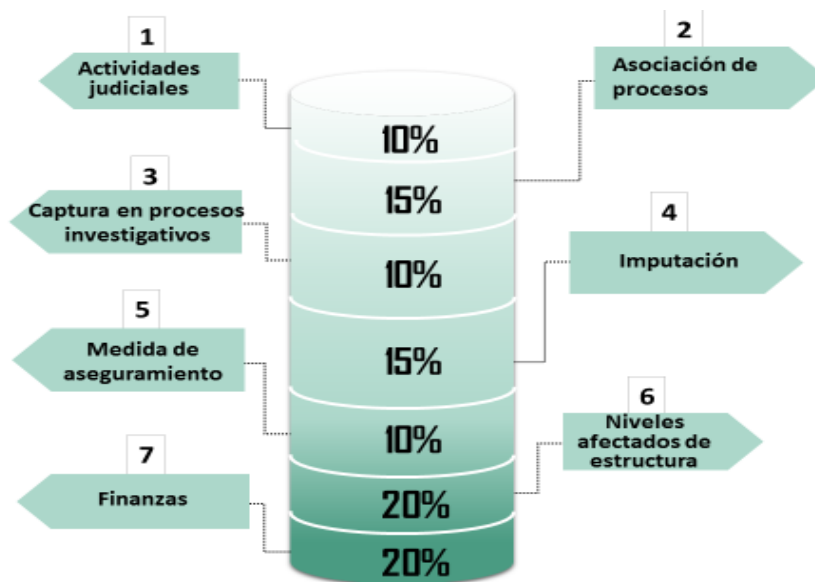 1
Actividades
judiciales
2
Asociación de
procesos
10%
3
Captura en procesos
investigativos
15%
4
Imputación
10%
5
Medida de
aseguramiento
15%
6
Niveles
afectados de
estructura
10%
7
Finanzas
20%
20%